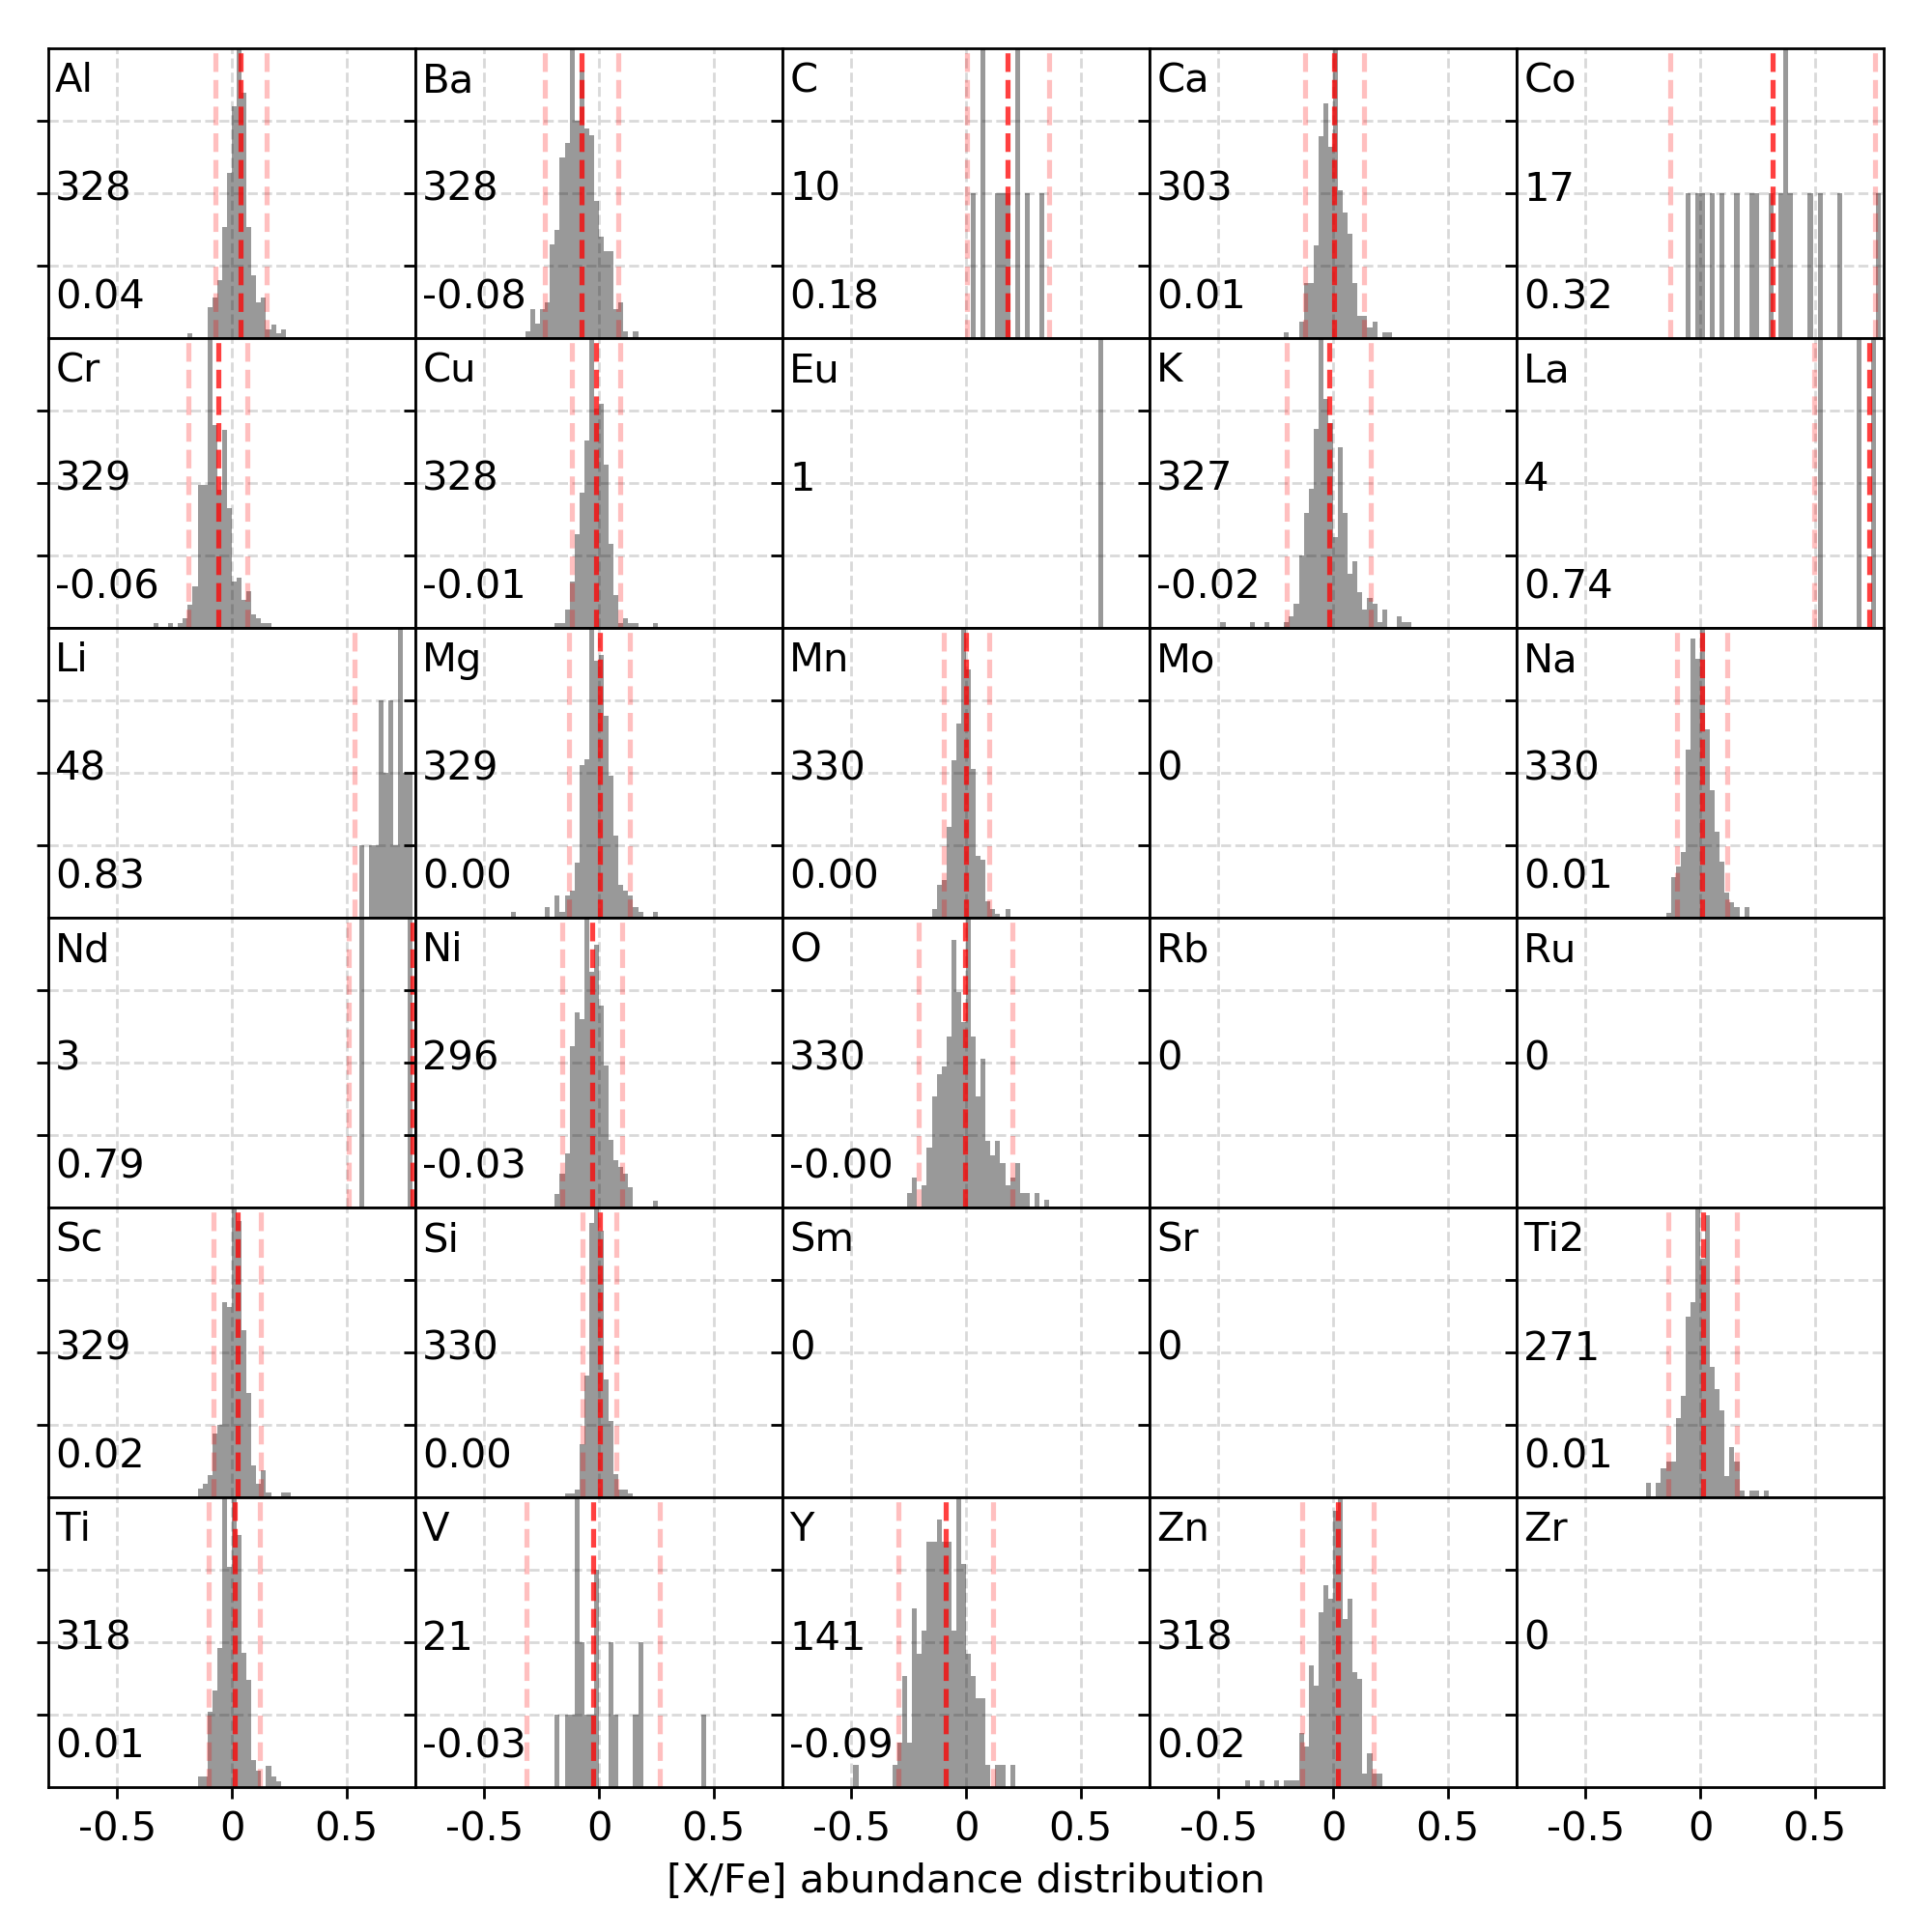 Al Ba C Ca Co
328 328 10 303 17
0.04 -0.08 0.18 0.01 0.32
Cr Cu Eu K La
329 328 1 327 4
-0.06 -0.01 -0.02 0.74
Li Mg Mn Mo Na
48 329 330 0 330
0.83 0.00 0.00 0.01
Nd Ni O Rb Ru
3 296 330 0 0
0.79 -0.03 -0.00
Sc Si Sm Sr Ti2
329 330 0 0 271
0.02 0.00 0.01
Ti V Y Zn Zr
318 21 141 318 0
0.01 -0.03 -0.09 0.02
-0.5 0 0.5 -0.5 0 0.5 -0.5 0 0.5 -0.5 0 0.5 -0.5 0 0.5
[X/Fe] abundance distribution